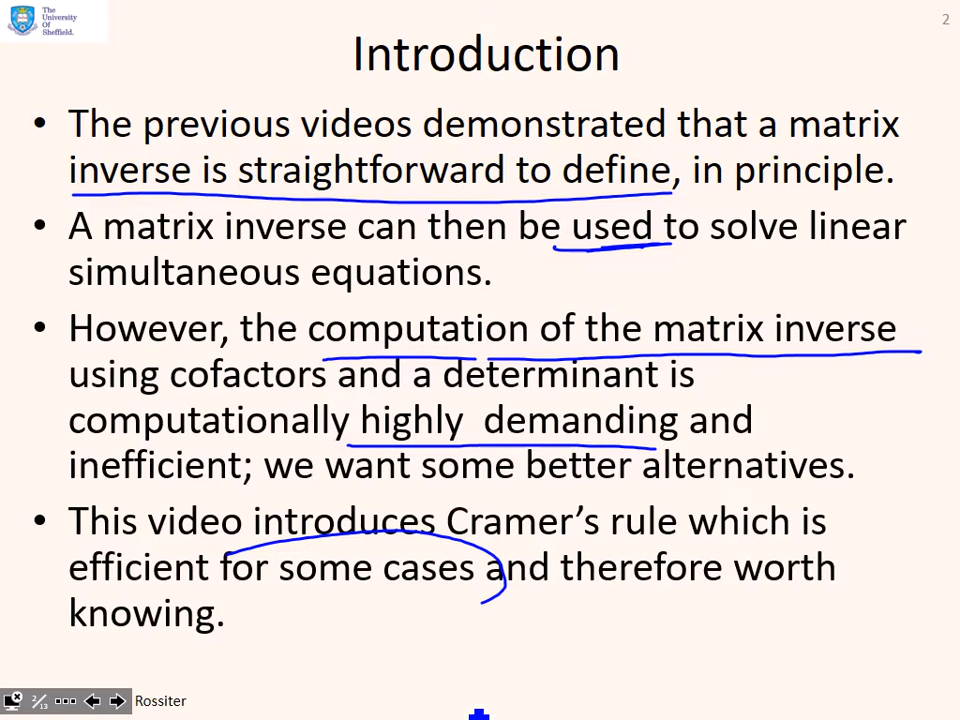 The
University
Of
Sheffield.
2
Introduction
• The previous videos demonstrated that a matrix
inverse is straightforward to define, in principle.
• A matrix inverse can then be used to solve linear
simultaneous equations.
• However, the computation of the matrix inverse
using cofactors and a determinant is
computationally highly demanding and
inefficient; we want some better alternatives.
• This video introduces Cramer's rule which is
efficient for some cases and therefore worth
knowing.
2/13
Rossiter